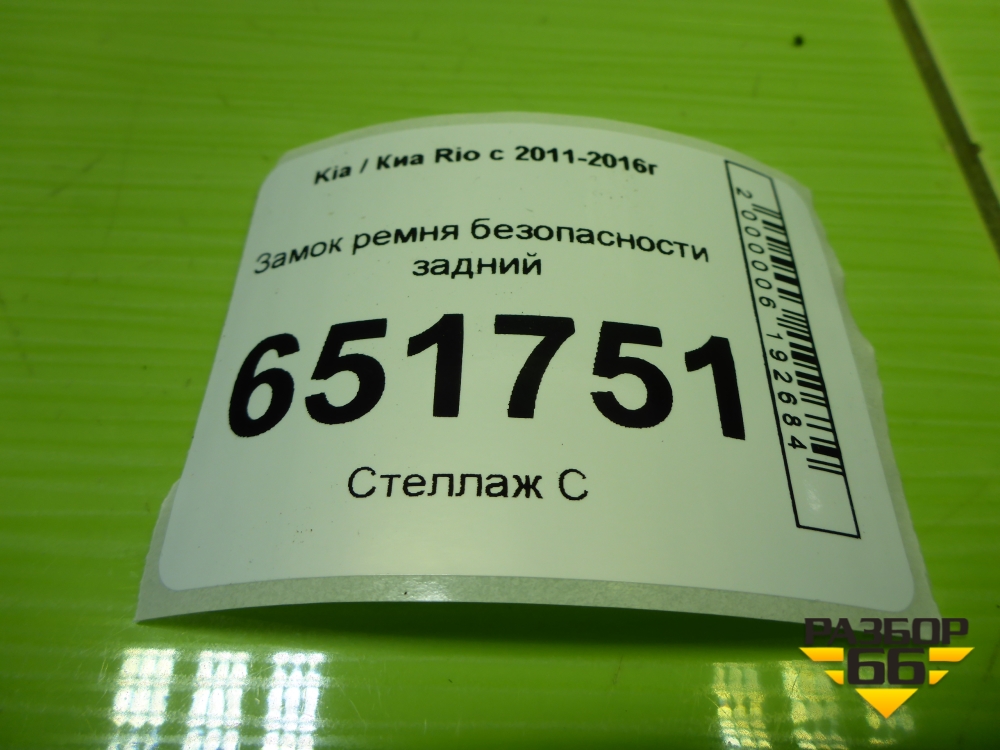 Kia / Киа Rio с 2011-2016г
Замок ремня безопасности
задний
651751
Стеллаж С
2000006192684
РАЗБОР
66